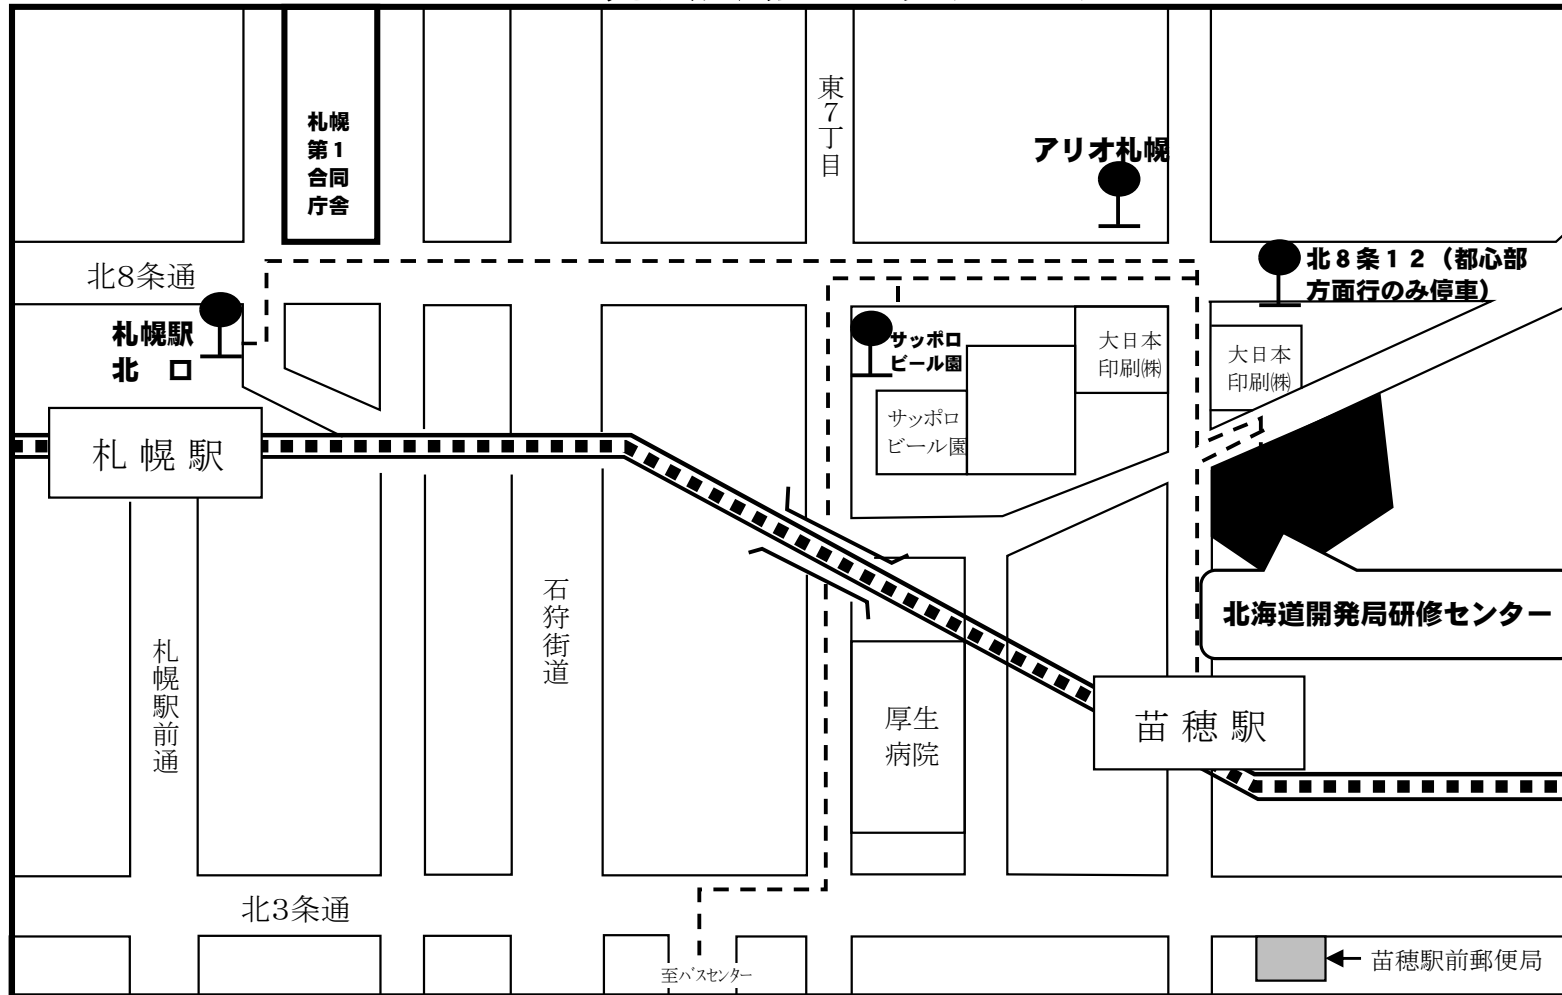 札幌
第１
合同
庁舎
東７丁目
アリオ札幌
北８条通
北８条１２（都心部
方面行のみ停車）
札幌駅
北　口
サッポロ
ビール園
大日本
印刷㈱
大日本
印刷㈱
サッポロ
ビール園
札幌駅
石狩街道
北海道開発局研修センター
札幌駅前通
厚生
病院
苗穂駅
北３条通
至バスセンター
苗穂駅前郵便局